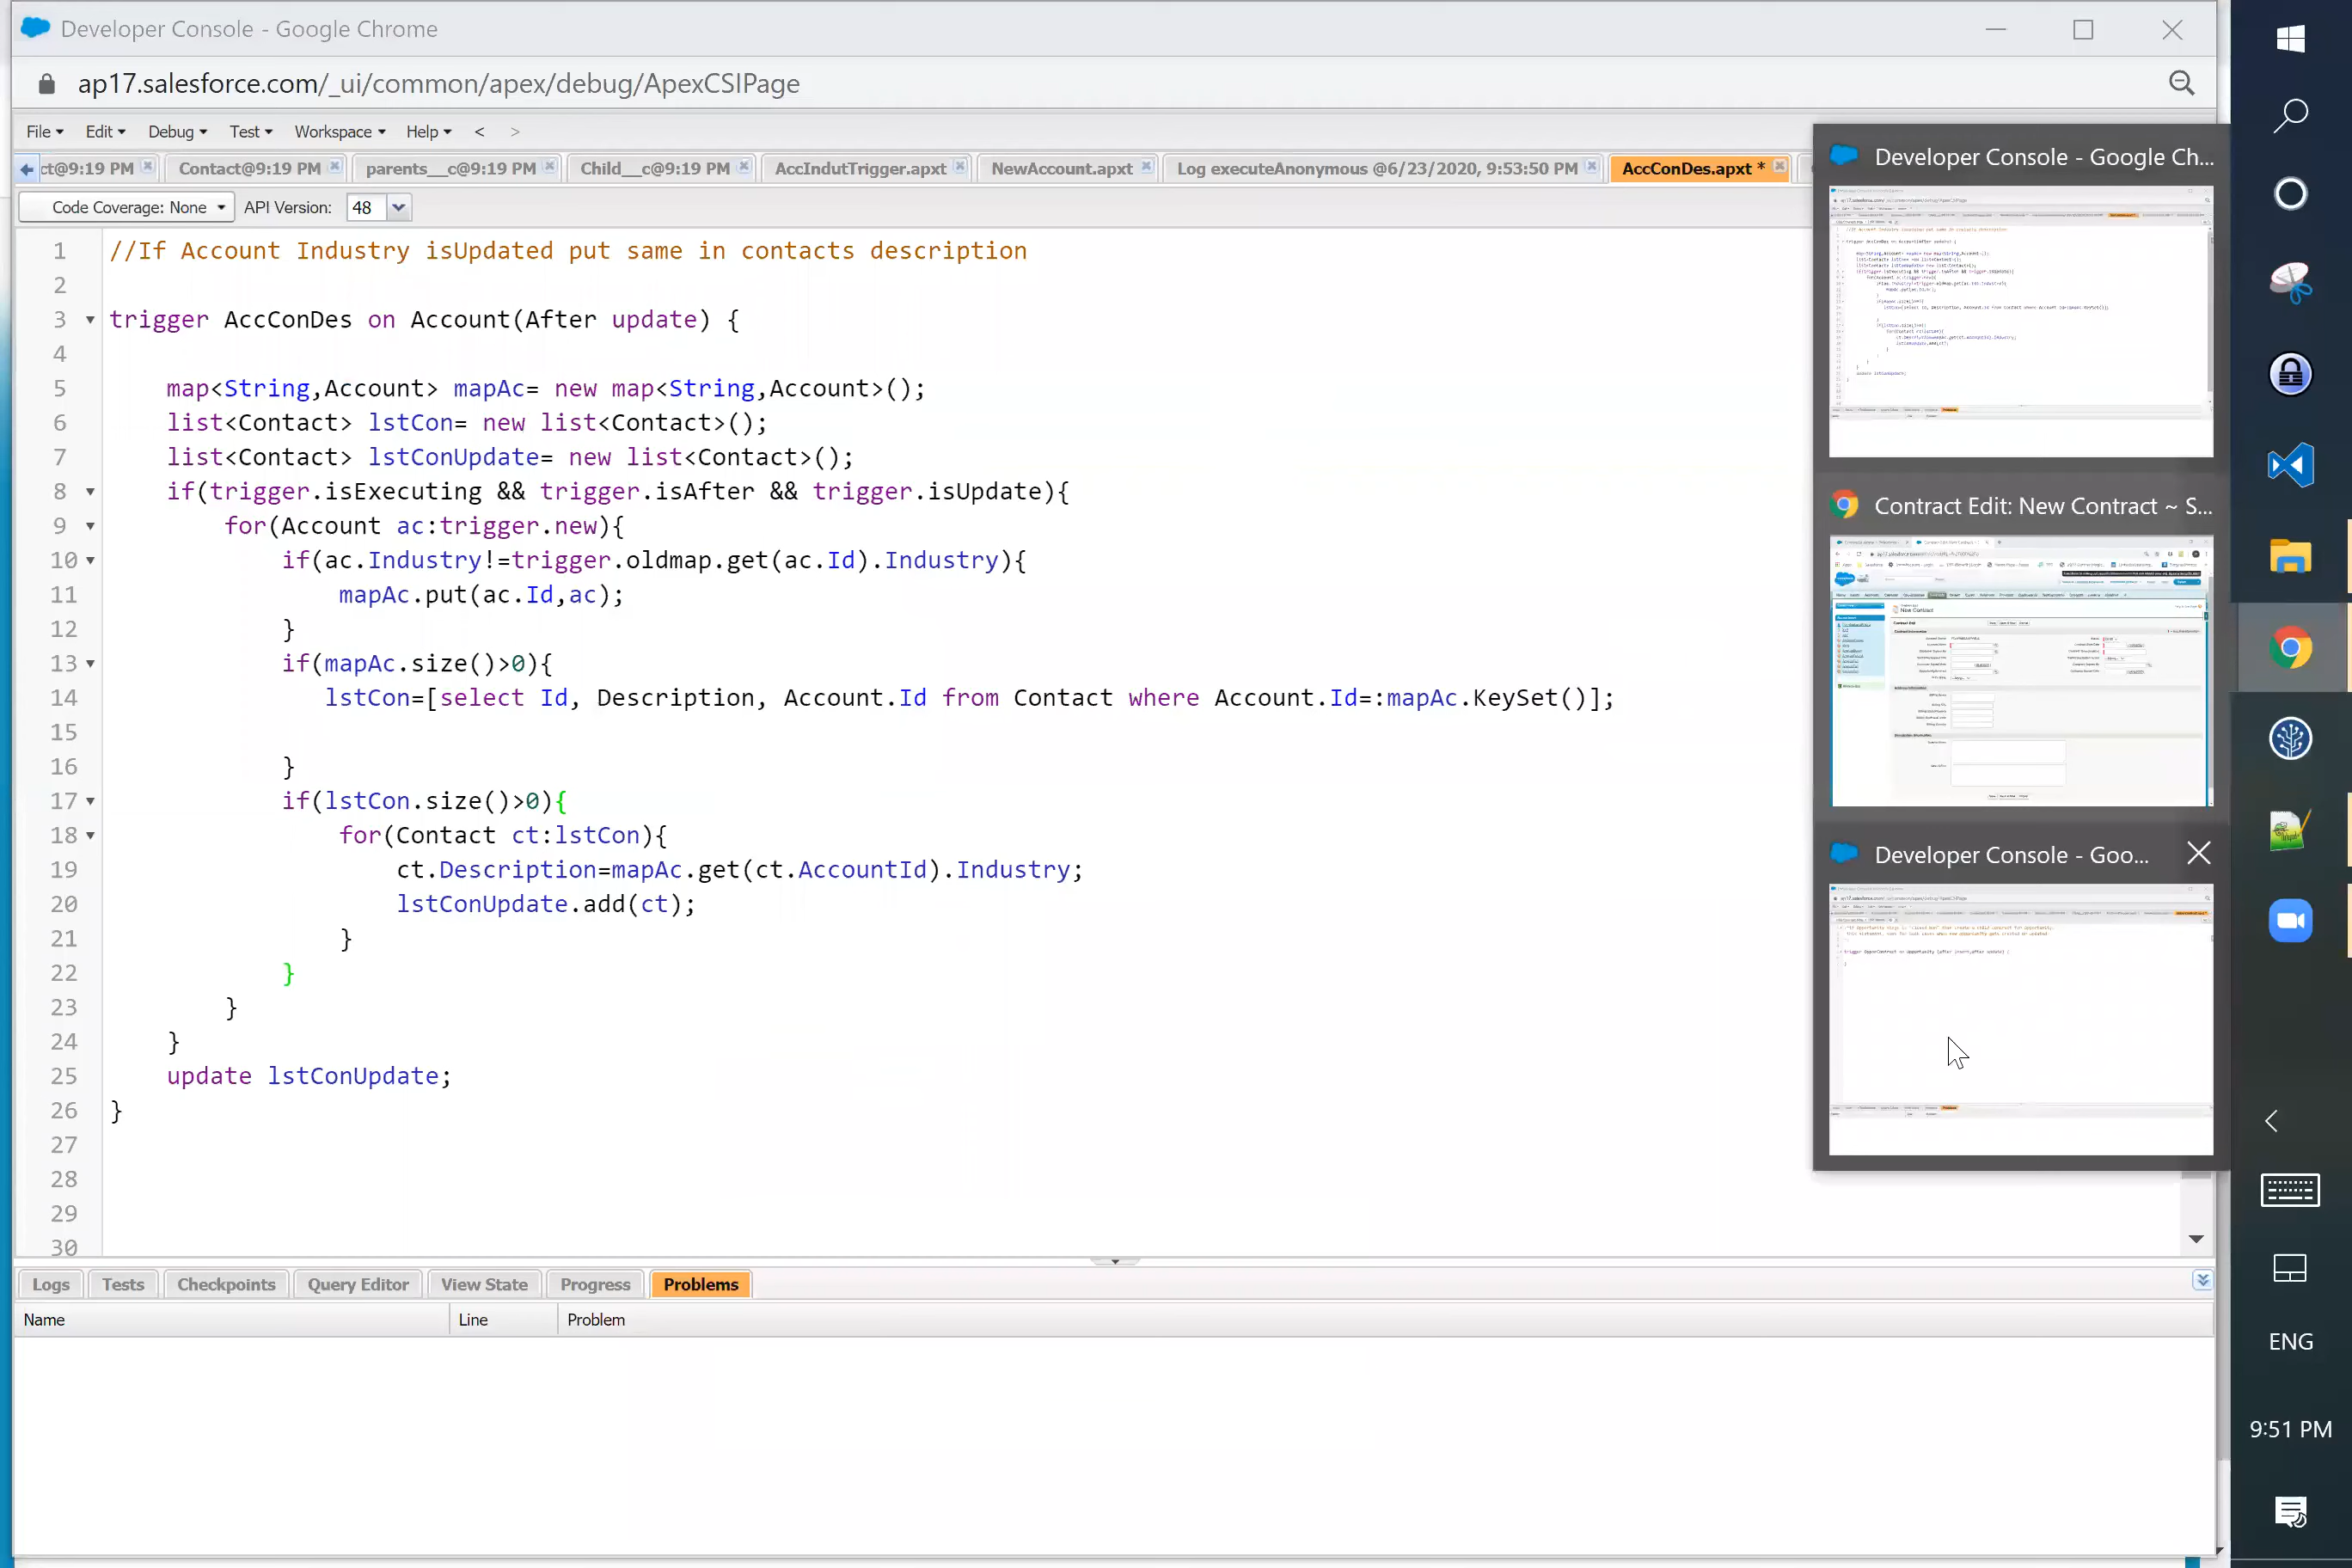 Developer Console - Google Chrome
ap17.salesforce.com/_ui/common/apex/debug/ApexCSIPage
File Edit Debug Test Workspace Help < >
ct@9:19 PM Contact@9:19 PM parents__c@9:19 PM Child__c@9:19 PM AccIndutTrigger.apxt NewAccount.apxt Log executeAnonymous @6/23/2020, 9:53:50 PM AccConDes.apxt *
Code Coverage: None API Version: 48
1 //If Account Industry isUpdated put same in contacts description
2
3 trigger AccConDes on Account(After update) {
4
5 map<String,Account> mapAc= new map<String,Account>();
6 list<Contact> lstCon= new list<Contact>();
7 list<Contact> lstConUpdate= new list<Contact>();
8 if(trigger.isExecuting && trigger.isAfter && trigger.isUpdate){
9 for(Account ac:trigger.new){
10 if(ac.Industry!=trigger.oldmap.get(ac.Id).Industry){
11 mapAc.put(ac.Id,ac);
12 }
13 if(mapAc.size()>0){
14 lstCon=[select Id, Description, Account.Id from Contact where Account.Id=:mapAc.KeySet()];
15
16 }
17 if(lstCon.size()>0){
18 for(Contact ct:lstCon){
19 ct.Description=mapAc.get(ct.AccountId).Industry;
20 lstConUpdate.add(ct);
21 }
22 }
23 }
24 }
25 update lstConUpdate;
26 }
27
28
29
30
Logs Tests Checkpoints Query Editor View State Progress Problems
Name Line Problem
Developer Console - Google Ch...
Contract Edit: New Contract ~ S...
Developer Console - Goo...
ENG
9:51 PM